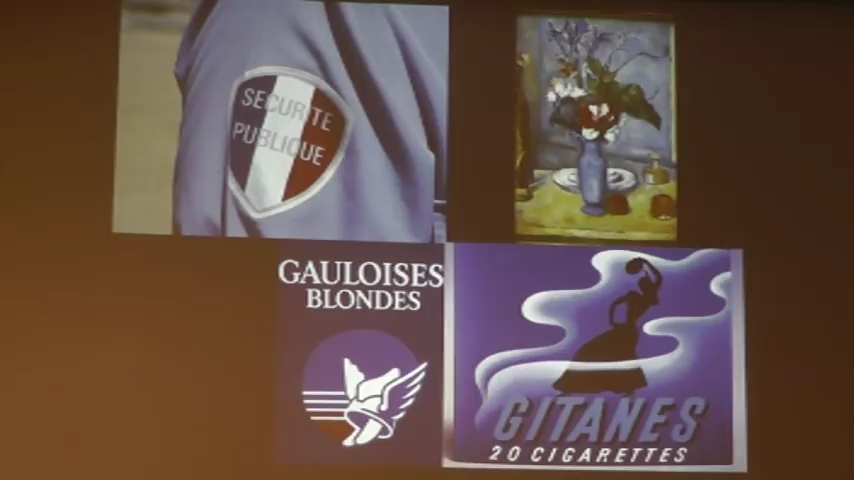 SECURITE
PUBLIQUE
GAULOISES
BLONDES
GITANES
20 CIGARETTES